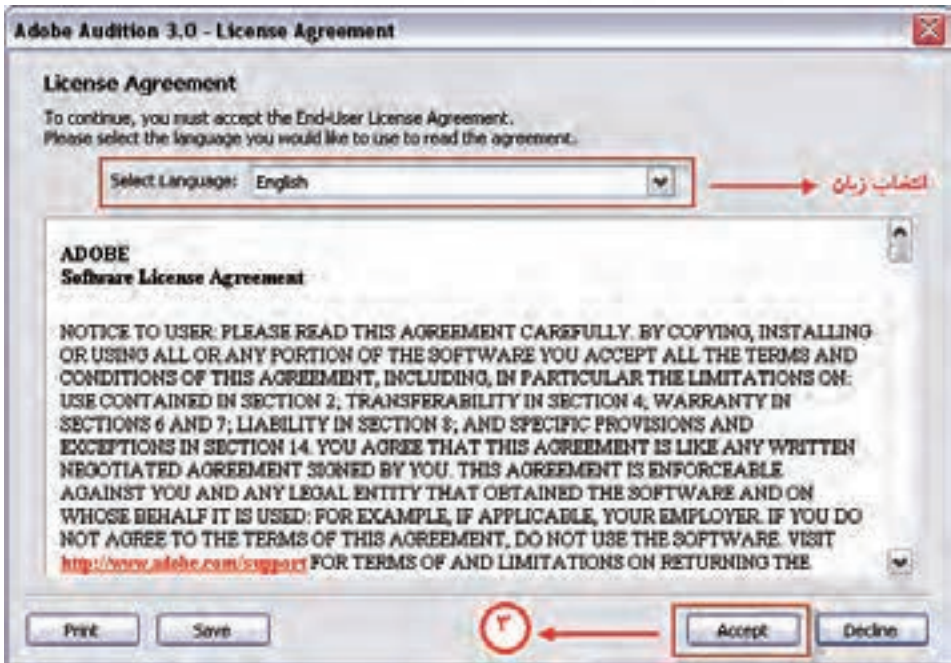 Adobe Audition 3.0 - License Agreement
License Agreement
To continue, you must accept the End-User License Agreement.
Please select the language you would like to use to read the agreement.
Select Language: English
انتخاب زبان
ADOBE
Software License Agreement
NOTICE TO USER: PLEASE READ THIS AGREEMENT CAREFULLY. BY COPYING, INSTALLING
OR USING ALL OR ANY PORTION OF THE SOFTWARE YOU ACCEPT ALL THE TERMS AND
CONDITIONS OF THIS AGREEMENT, INCLUDING, IN PARTICULAR THE LIMITATIONS ON:
USE CONTAINED IN SECTION 2; TRANSFERABILITY IN SECTION 4; WARRANTY IN
SECTIONS 6 AND 7; LIABILITY IN SECTION 8; AND SPECIFIC PROVISIONS AND
EXCEPTIONS IN SECTION 14. YOU AGREE THAT THIS AGREEMENT IS LIKE ANY WRITTEN
NEGOTIATED AGREEMENT SIGNED BY YOU. THIS AGREEMENT IS ENFORCEABLE
AGAINST YOU AND ANY LEGAL ENTITY THAT OBTAINED THE SOFTWARE AND ON
WHOSE BEHALF IT IS USED: FOR EXAMPLE, IF APPLICABLE, YOUR EMPLOYER. IF YOU DO
NOT AGREE TO THE TERMS OF THIS AGREEMENT, DO NOT USE THE SOFTWARE. VISIT
http://www.adobe.com/support FOR TERMS OF AND LIMITATIONS ON RETURNING THE
Print Save ۳ Accept Decline